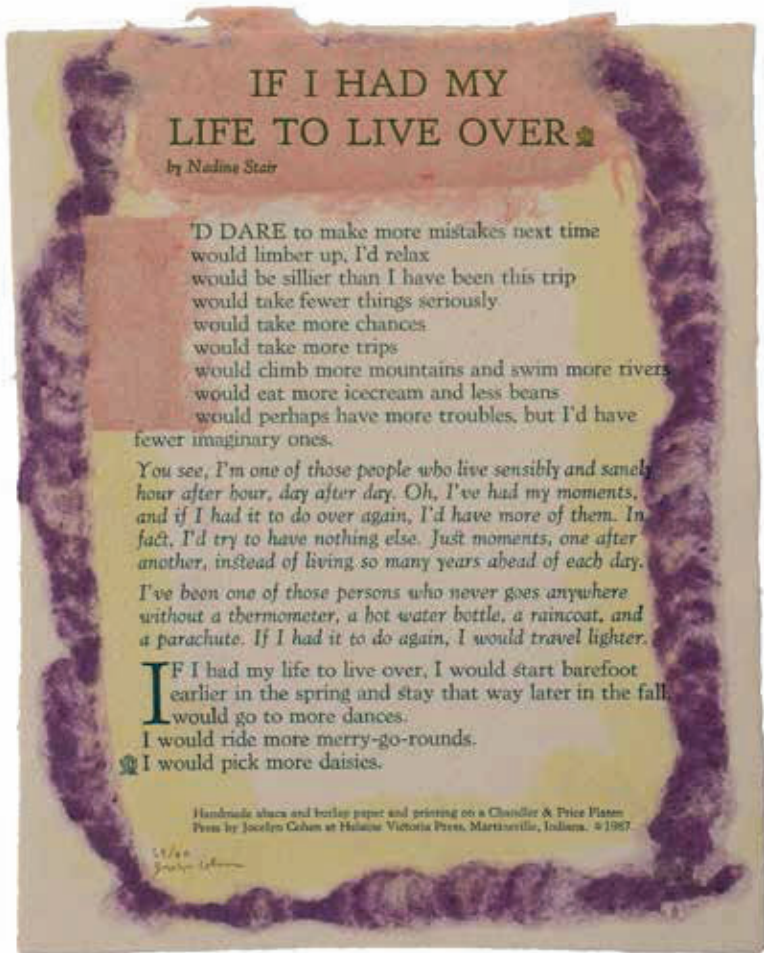 IF I HAD MY
LIFE TO LIVE OVER
by Nadine Stair
'D DARE to make more mistakes next time
would limber up, I'd relax
would be sillier than I have been this trip
would take fewer things seriously
would take more chances
would take more trips
would climb more mountains and swim more rivers
would eat more icecream and less beans
would perhaps have more troubles, but I'd have
fewer imaginary ones.
You see, I'm one of those people who live sensibly and sanely
hour after hour, day after day. Oh, I've had my moments,
and if I had it to do over again, I'd have more of them. In
fact, I'd try to have nothing else. Just moments, one after
another, instead of living so many years ahead of each day.
I've been one of those persons who never goes anywhere
without a thermometer, a hot water bottle, a raincoat, and
a parachute. If I had it to do again, I would travel lighter.
IF I had my life to live over, I would start barefoot
earlier in the spring and stay that way later in the fall.
would go to more dances.
I would ride more merry-go-rounds.
I would pick more daisies.
Handmade abaca and burlap paper and printing on a Chandler & Price Platen
Press by Jocelyn Cohen at Helaine Victoria Press, Martinsville, Indiana. ©1987
Jocelyn Cohen